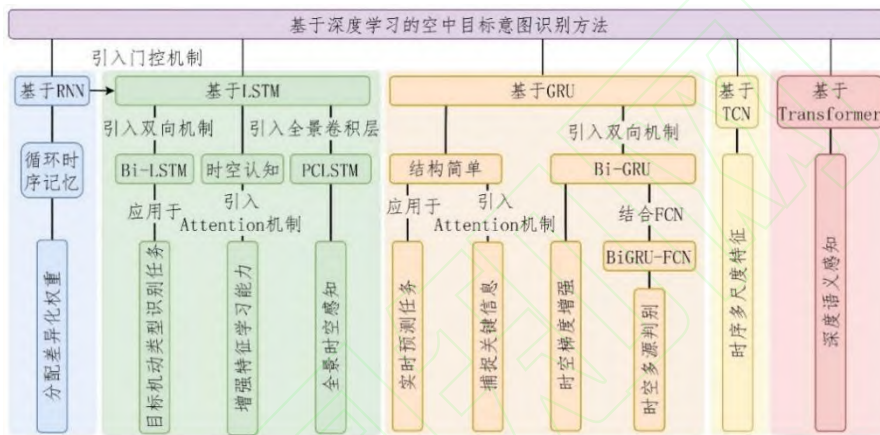 基于深度学习的空中目标意图识别方法
引入门控机制
基于RNN
循环时
序记忆
分配差异化权重
基于LSTM
引入双向机制
引入全景卷积层
Bi-LSTM
时空认知
PCLSTM
应用于
引入
Attention机制
目标机动类型识别任务
增强特征学习能力
全景时空感知
基于GRU
引入双向机制
结构简单
Bi-GRU
应用于
引入
Attention机制
结合FCN
BiGRU-FCN
实时预测任务
捕捉关键信息
时空梯度增强
时空多源判别
基于
TCN
时序多尺度特征
基于
Transformer
深度语义感知